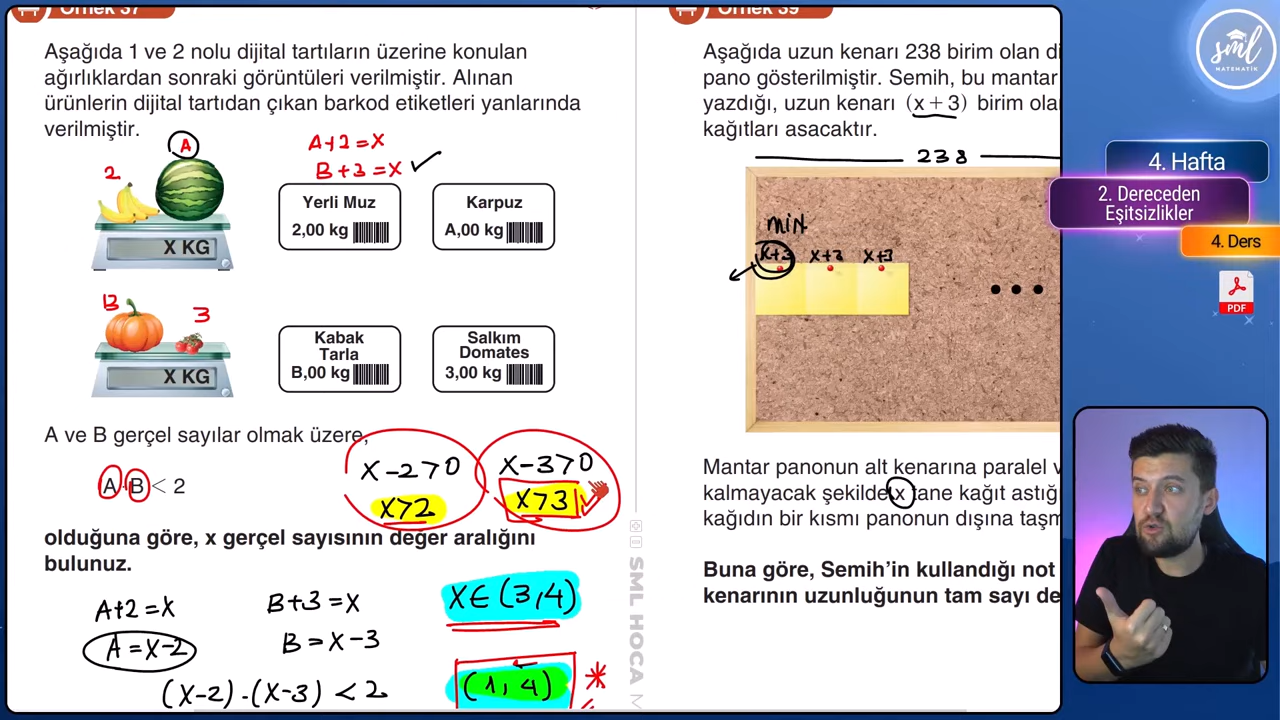 Örnek 37
Aşağıda 1 ve 2 nolu dijital tartıların üzerine konulan
ağırlıklardan sonraki görüntüleri verilmiştir. Alınan
ürünlerin dijital tartıdan çıkan barkod etiketleri yanlarında
verilmiştir.
A+2=X
B+3=X
2
A
X KG
Yerli Muz
2,00 kg
Karpuz
A,00 kg
B
3
X KG
Kabak
Tarla
B,00 kg
Salkım
Domates
3,00 kg
A ve B gerçel sayılar olmak üzere,
A·B < 2
X-2>0
X>2
X-3>0
X>3
olduğuna göre, x gerçel sayısının değer aralığını
bulunuz.
A+2=X
A=X-2
B+3=X
B=X-3
(X-2)·(X-3)<2
X∈(3,4)
(1,4)
*
SML HOCA M
Örnek 39
Aşağıda uzun kenarı 238 birim olan di
pano gösterilmiştir. Semih, bu mantar
yazdığı, uzun kenarı (x + 3) birim ola
kağıtları asacaktır.
238
min
X+3 X+3 X+3
Mantar panonun alt kenarına paralel v
kalmayacak şekilde x tane kağıt astığ
kağıdın bir kısmı panonun dışına taşm
Buna göre, Semih'in kullandığı not
kenarının uzunluğunun tam sayı de
sml
MATEMATİK
4. Hafta
2. Dereceden
Eşitsizlikler
4. Ders
PDF